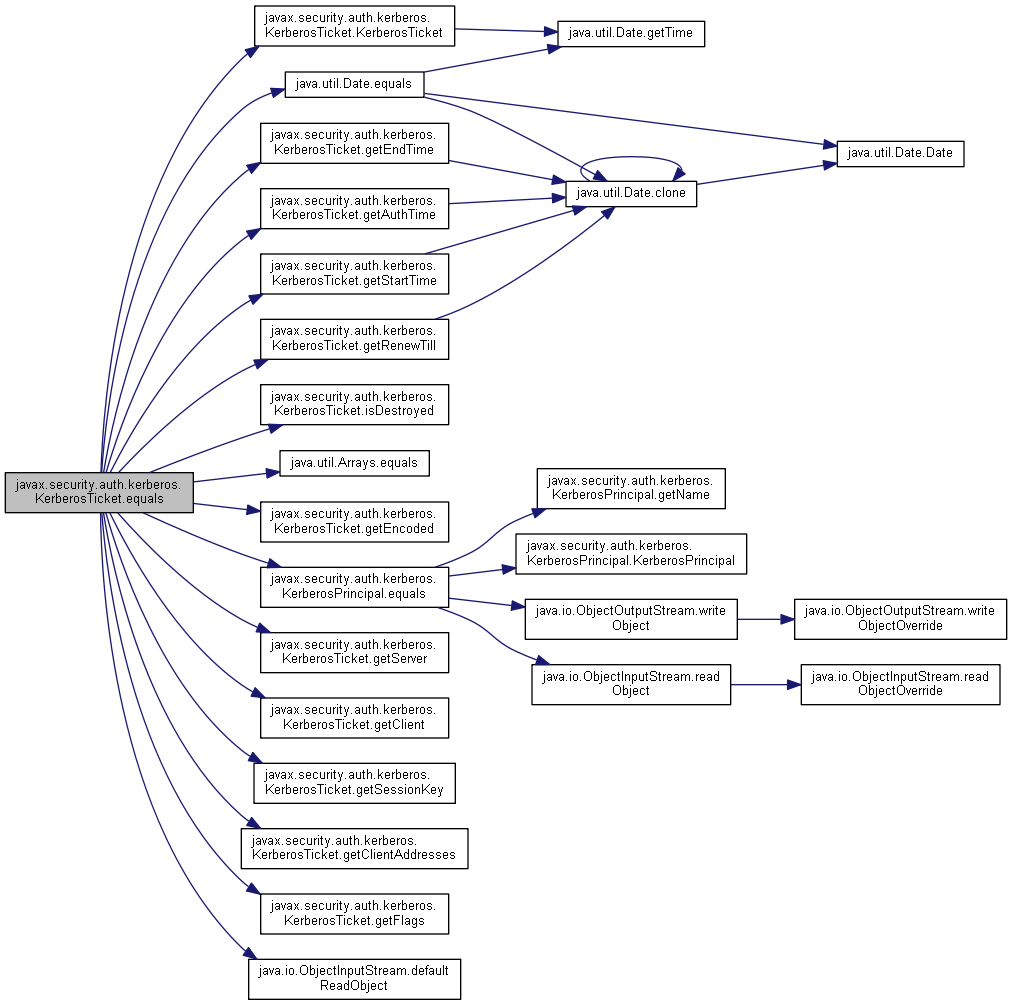 javax.security.auth.kerberos.
KerberosTicket.equals
javax.security.auth.kerberos.
KerberosTicket.KerberosTicket
java.util.Date.getTime
java.util.Date.equals
javax.security.auth.kerberos.
KerberosTicket.getEndTime
java.util.Date.Date
java.util.Date.clone
javax.security.auth.kerberos.
KerberosTicket.getAuthTime
javax.security.auth.kerberos.
KerberosTicket.getStartTime
javax.security.auth.kerberos.
KerberosTicket.getRenewTill
javax.security.auth.kerberos.
KerberosTicket.isDestroyed
java.util.Arrays.equals
javax.security.auth.kerberos.
KerberosTicket.getEncoded
javax.security.auth.kerberos.
KerberosPrincipal.equals
javax.security.auth.kerberos.
KerberosPrincipal.getName
javax.security.auth.kerberos.
KerberosPrincipal.KerberosPrincipal
java.io.ObjectOutputStream.write
Object
java.io.ObjectOutputStream.write
ObjectOverride
java.io.ObjectInputStream.read
Object
java.io.ObjectInputStream.read
ObjectOverride
javax.security.auth.kerberos.
KerberosTicket.getServer
javax.security.auth.kerberos.
KerberosTicket.getClient
javax.security.auth.kerberos.
KerberosTicket.getSessionKey
javax.security.auth.kerberos.
KerberosTicket.getClientAddresses
javax.security.auth.kerberos.
KerberosTicket.getFlags
java.io.ObjectInputStream.default
ReadObject